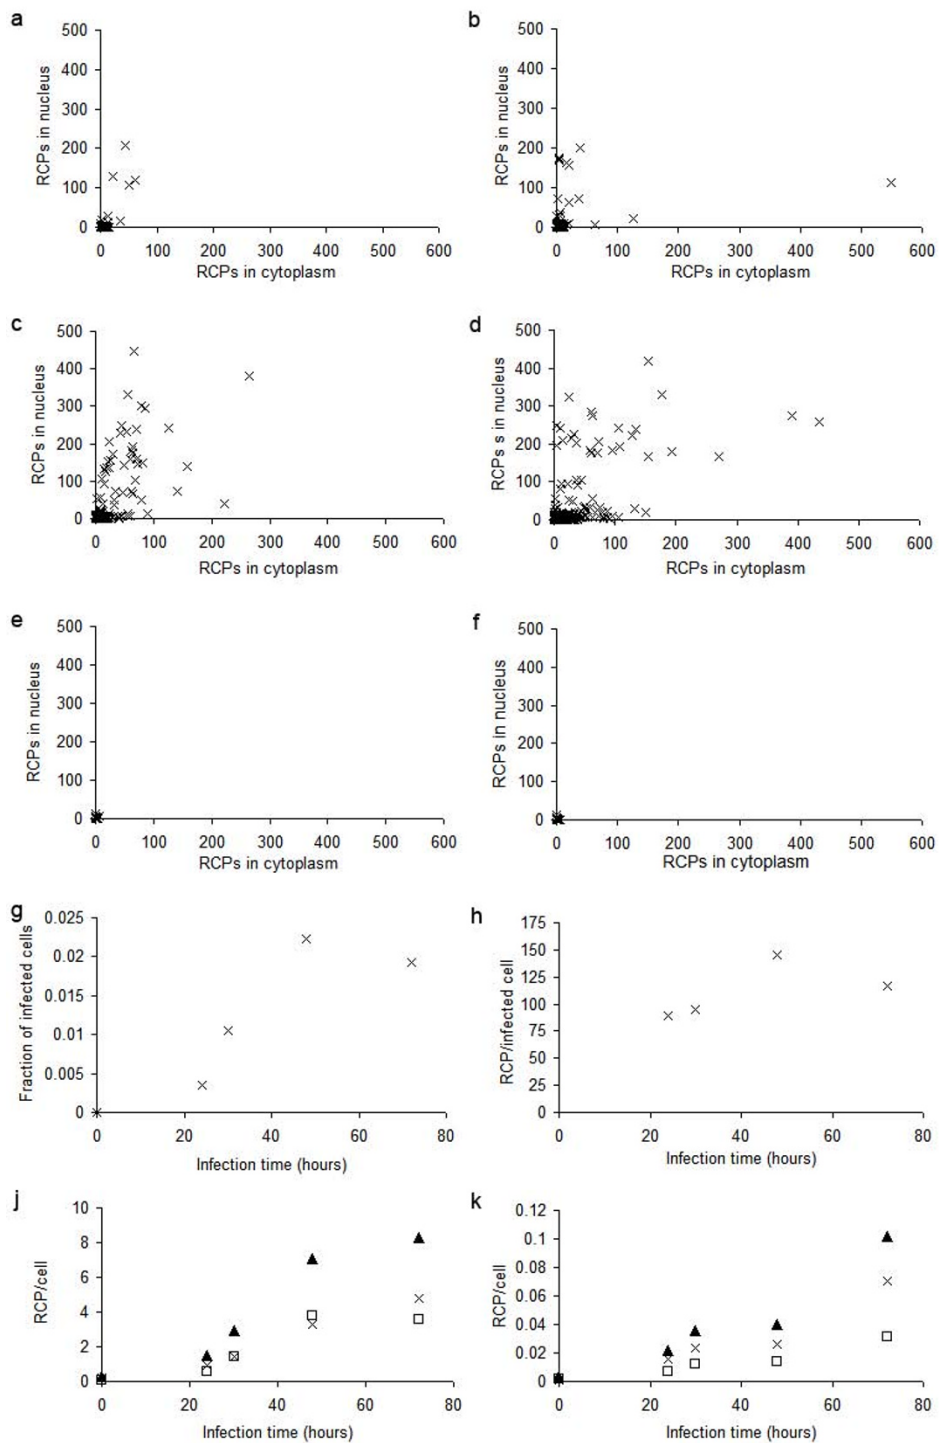 a
500
400
300
200
100
0
RCPs in nucleus
0 100 200 300 400 500 600
RCPs in cytoplasm
b
500
400
300
200
100
0
RCPs in nucleus
0 100 200 300 400 500 600
RCPs in cytoplasm
c
500
400
300
200
100
0
RCPs in nucleus
0 100 200 300 400 500 600
RCPs in cytoplasm
d
500
400
300
200
100
0
RCPs s in nucleus
0 100 200 300 400 500 600
RCPs in cytoplasm
e
500
400
300
200
100
0
RCPs in nucleus
0 100 200 300 400 500 600
RCPs in cytoplasm
f
500
400
300
200
100
0
RCPs in nucleus
0 100 200 300 400 500 600
RCPs in cytoplasm
g
0.025
0.02
0.015
0.01
0.005
0
Fraction of infected cells
0 20 40 60 80
Infection time (hours)
h
175
150
125
100
75
50
25
0
RCP/infected cell
0 20 40 60 80
Infection time (hours)
j
10
8
6
4
2
0
RCP/cell
0 20 40 60 80
Infection time (hours)
k
0.12
0.1
0.08
0.06
0.04
0.02
0
RCP/cell
0 20 40 60 80
Infection time (hours)